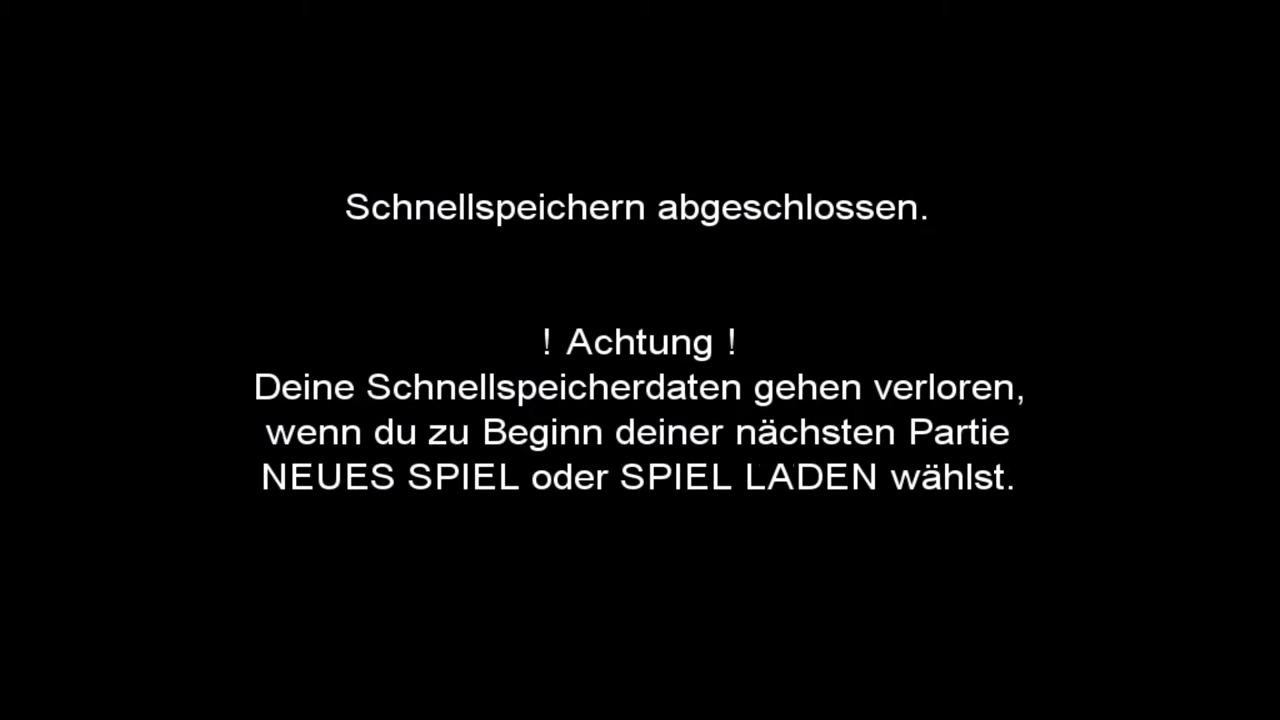 Schnellspeichern abgeschlossen.
! Achtung !
Deine Schnellspeicherdaten gehen verloren,
wenn du zu Beginn deiner nächsten Partie
NEUES SPIEL oder SPIEL LADEN wählst.